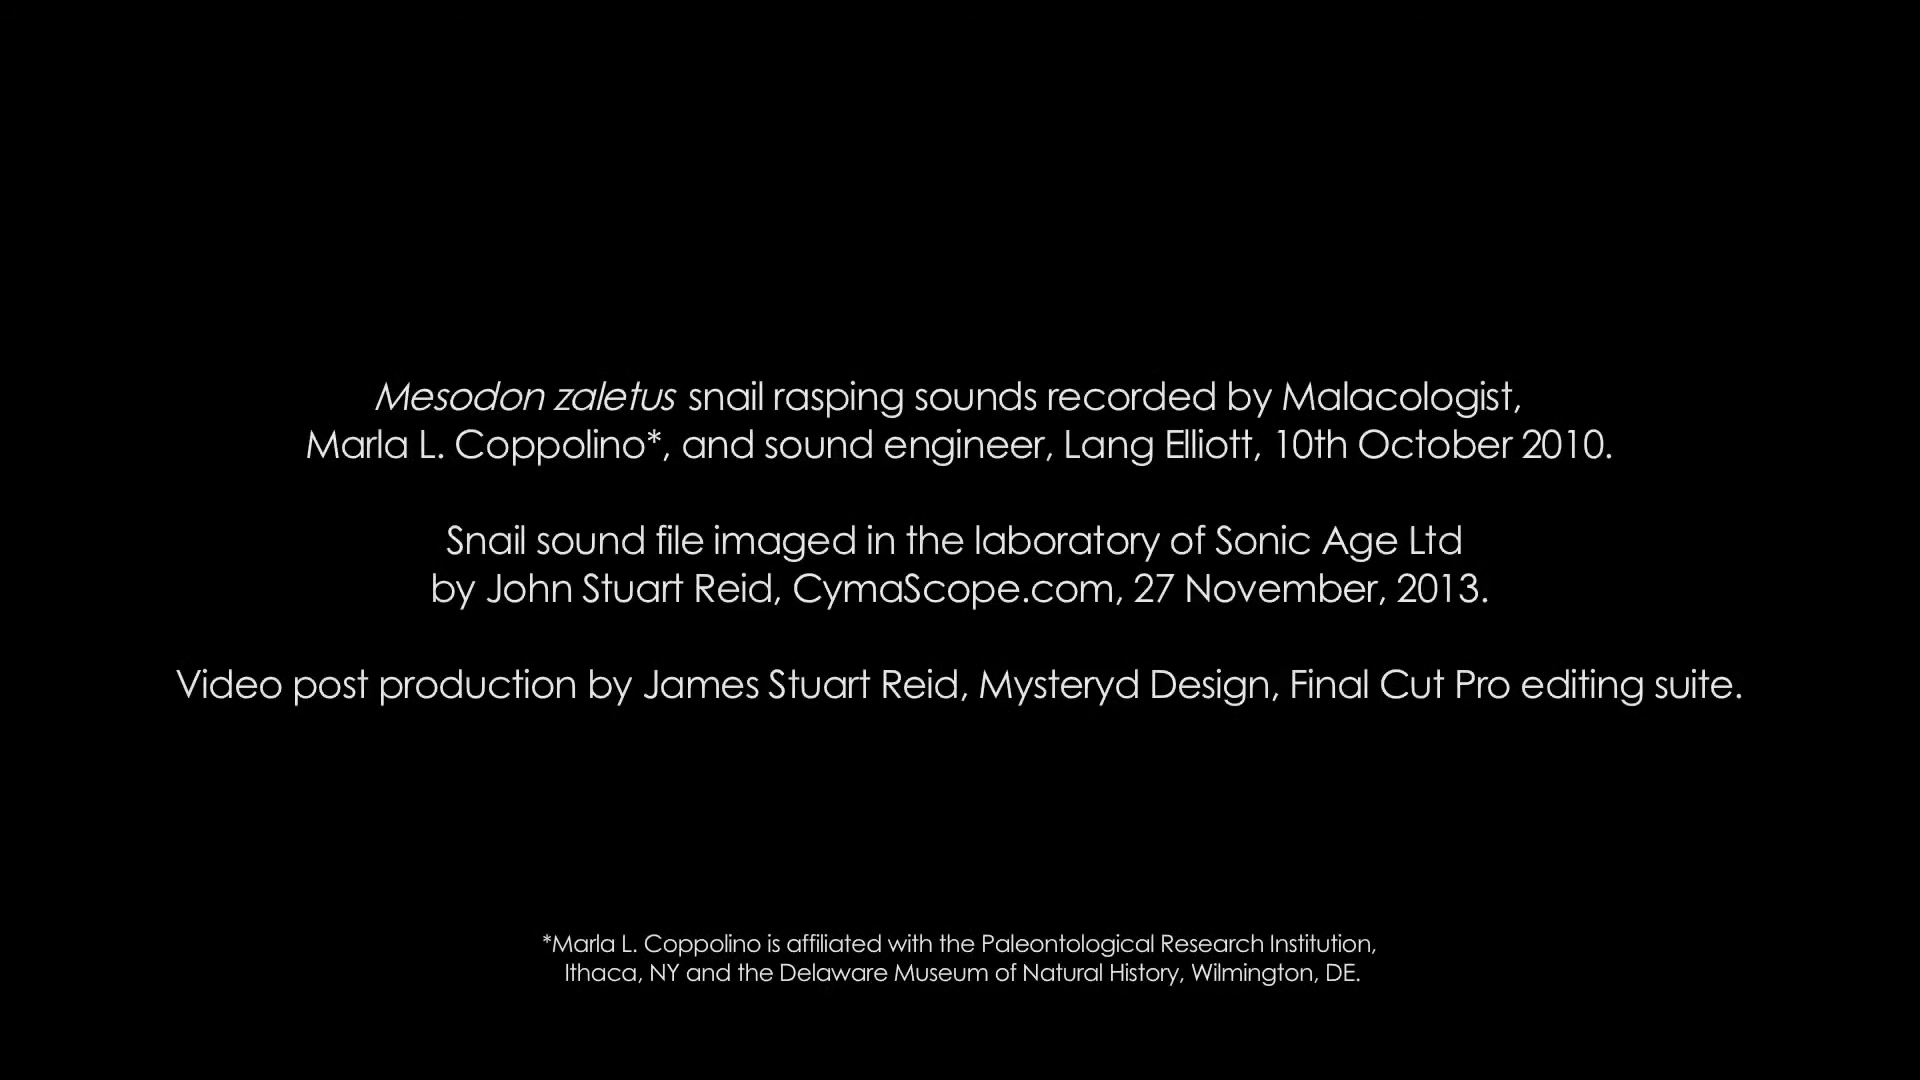 Mesodon zaletus snail rasping sounds recorded by Malacologist,
Marla L. Coppolino*, and sound engineer, Lang Elliott, 10th October 2010.
Snail sound file imaged in the laboratory of Sonic Age Ltd
by John Stuart Reid, CymaScope.com, 27 November, 2013.
Video post production by James Stuart Reid, Mysteryd Design, Final Cut Pro editing suite.
*Marla L. Coppolino is affiliated with the Paleontological Research Institution,
Ithaca, NY and the Delaware Museum of Natural History, Wilmington, DE.